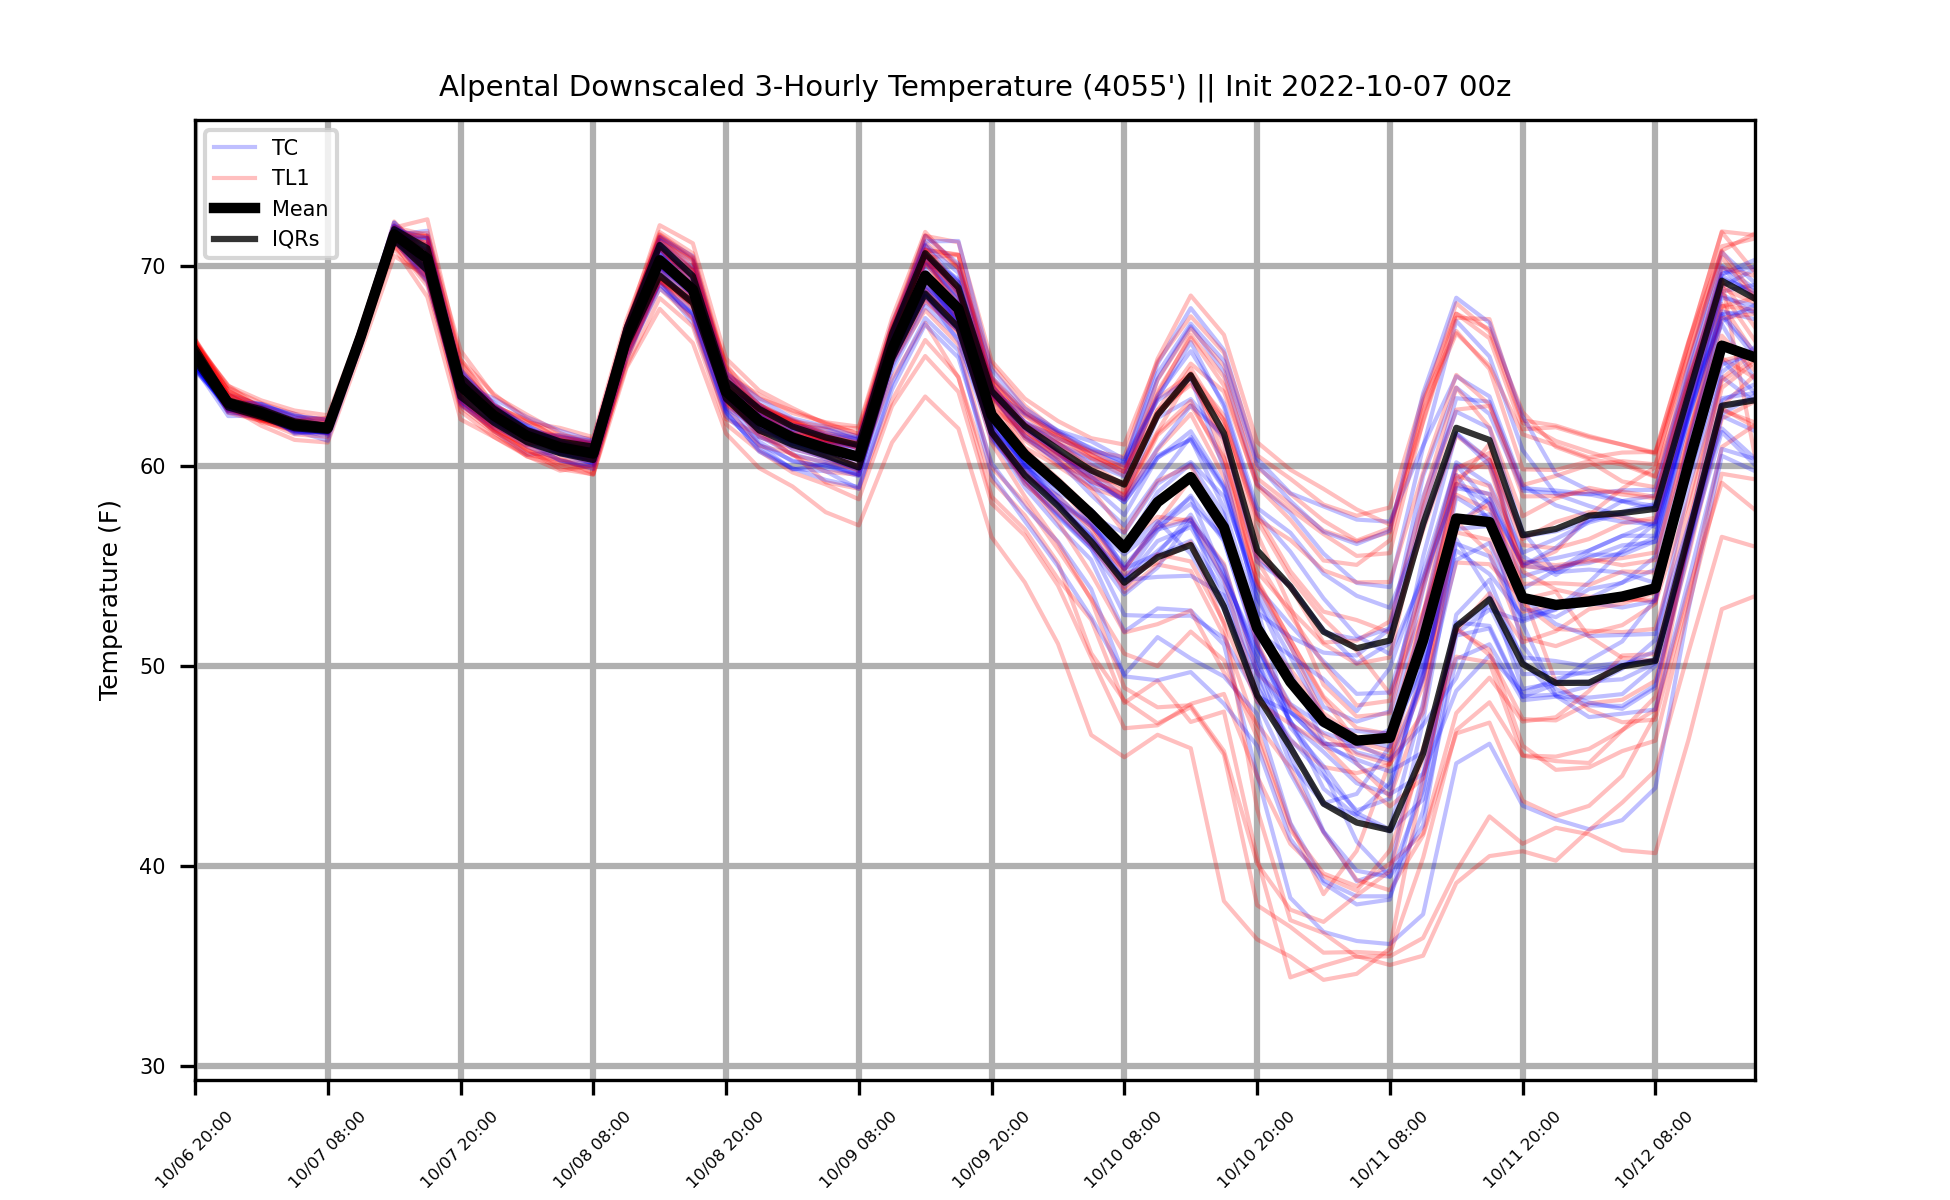 Alpental Downscaled 3-Hourly Temperature (4055') || Init 2022-10-07 00z
TC
TL1
Mean
IQRs
Temperature (F)
70
60
50
40
30
10/06 20:00
10/07 08:00
10/07 20:00
10/08 08:00
10/08 20:00
10/09 08:00
10/09 20:00
10/10 08:00
10/10 20:00
10/11 08:00
10/11 20:00
10/12 08:00